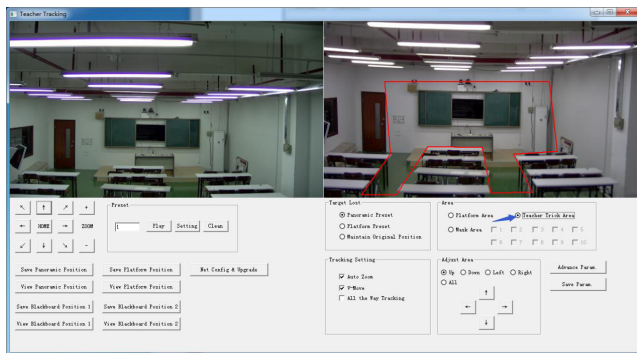 Teacher Tracking
Preset
+
HOME
ZOOM
-
1
Play
Setting
Clean
Save Panoramic Position
Save Platform Position
Net Config & Upgrade
View Panoramic Position
View Platform Position
Save Blackboard Position 1
Save Blackboard Position 2
View Blackboard Position 1
View Blackboard Position 2
Target Lost
Panoramic Preset
Platform Preset
Maintain Original Position
Area
Platform Area
Teacher Trick Area
Mask Area
1 2 3 4 5
6 7 8 9 10
Tracking Setting
Auto Zoom
V-Move
All the Way Tracking
Adjust Area
Up Down Left Right
All
Advance Param.
Save Param.